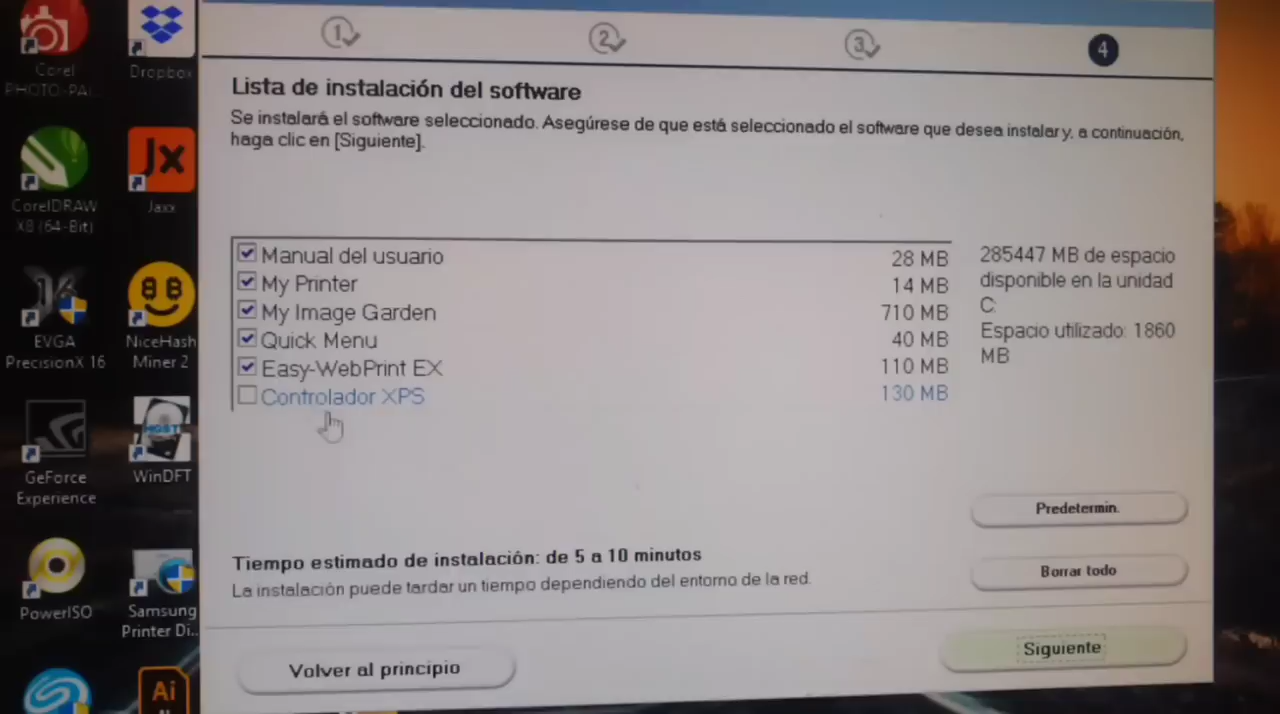 1
2
3
4
Corel
PHOTO-PAI...
Dropbox
CorelDRAW
X8 (64-Bit)
Jx
Jaxx
EVGA
PrecisionX 16
NiceHash
Miner 2
GeForce
Experience
WinDFT
PowerISO
Samsung
Printer Di...
Ai
Lista de instalación del software
Se instalará el software seleccionado. Asegúrese de que está seleccionado el software que desea instalar y, a continuación,
haga clic en [Siguiente].
Manual del usuario 28 MB
My Printer 14 MB
My Image Garden 710 MB
Quick Menu 40 MB
Easy-WebPrint EX 110 MB
Controlador XPS 130 MB
285447 MB de espacio
disponible en la unidad
C:
Espacio utilizado: 1860
MB
Predetermin.
Borrar todo
Tiempo estimado de instalación: de 5 a 10 minutos
La instalación puede tardar un tiempo dependiendo del entorno de la red.
Volver al principio
Siguiente